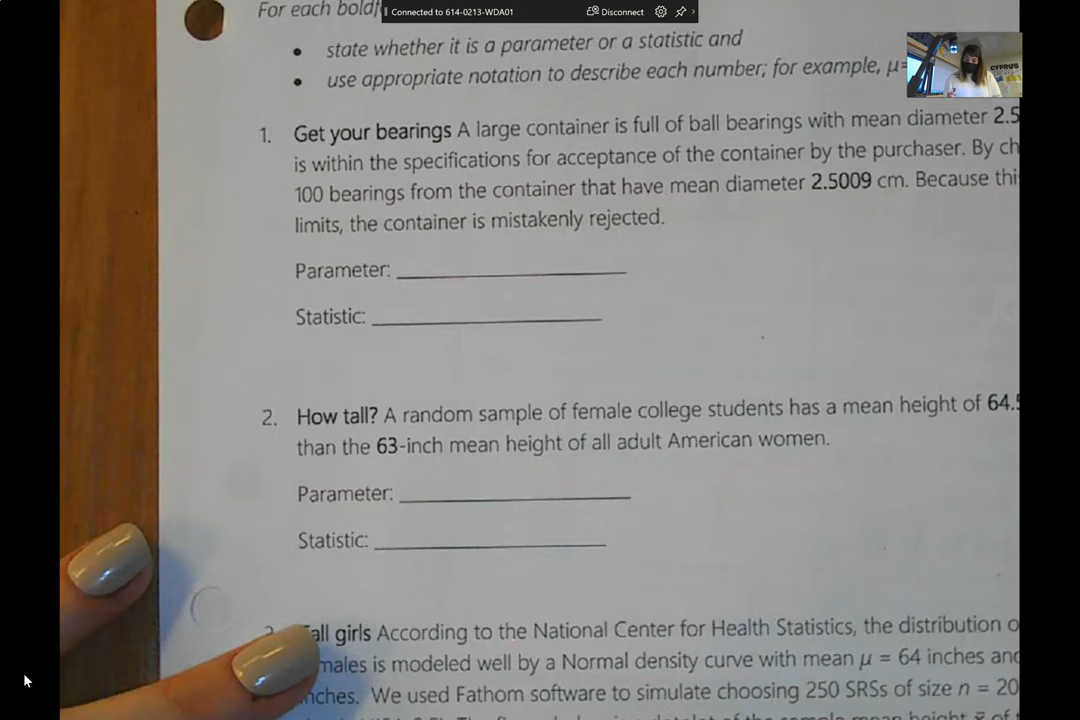 For each
Connected to 614-0213-WDA01
Disconnect
state whether it is a parameter or a statistic and
use appropriate notation to describe each number; for example, μ=
CYPRUS
1. Get your bearings A large container is full of ball bearings with mean diameter 2.5
is within the specifications for acceptance of the container by the purchaser. By ch
100 bearings from the container that have mean diameter 2.5009 cm. Because thi
limits, the container is mistakenly rejected.
Parameter:
Statistic:
2. How tall? A random sample of female college students has a mean height of 64.
than the 63-inch mean height of all adult American women.
Parameter:
Statistic:
girls According to the National Center for Health Statistics, the distribution o
males is modeled well by a Normal density curve with mean μ = 64 inches and
nches. We used Fathom software to simulate choosing 250 SRSs of size n = 20